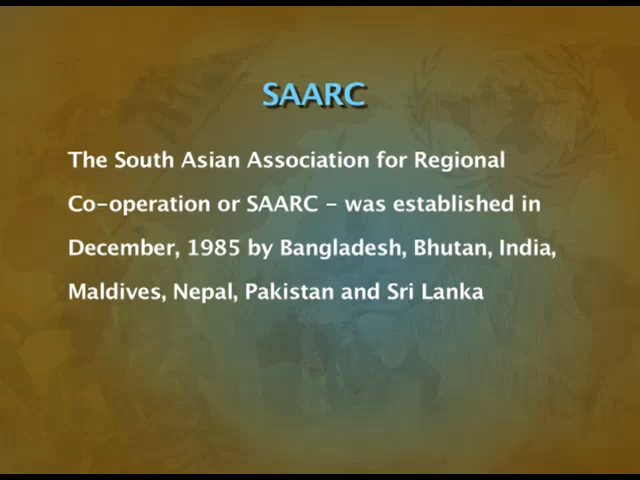 SAARC
The South Asian Association for Regional
Co-operation or SAARC - was established in
December, 1985 by Bangladesh, Bhutan, India,
Maldives, Nepal, Pakistan and Sri Lanka